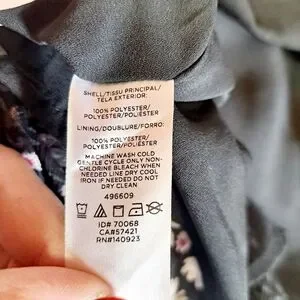 SHELL/TISSU PRINCIPAL/
TELA EXTERIOR:
100% POLYESTER/
POLYESTER/POLIÉSTER
LINING/DOUBLURE/FORRO:
100% POLYESTER/
POLYESTER/POLIÉSTER
MACHINE WASH COLD
GENTLE CYCLE ONLY NON-
CHLORINE BLEACH WHEN
NEEDED LINE DRY COOL
IRON IF NEEDED DO NOT
DRY CLEAN
496609
ID# 70068
CA#57421
RN#140923